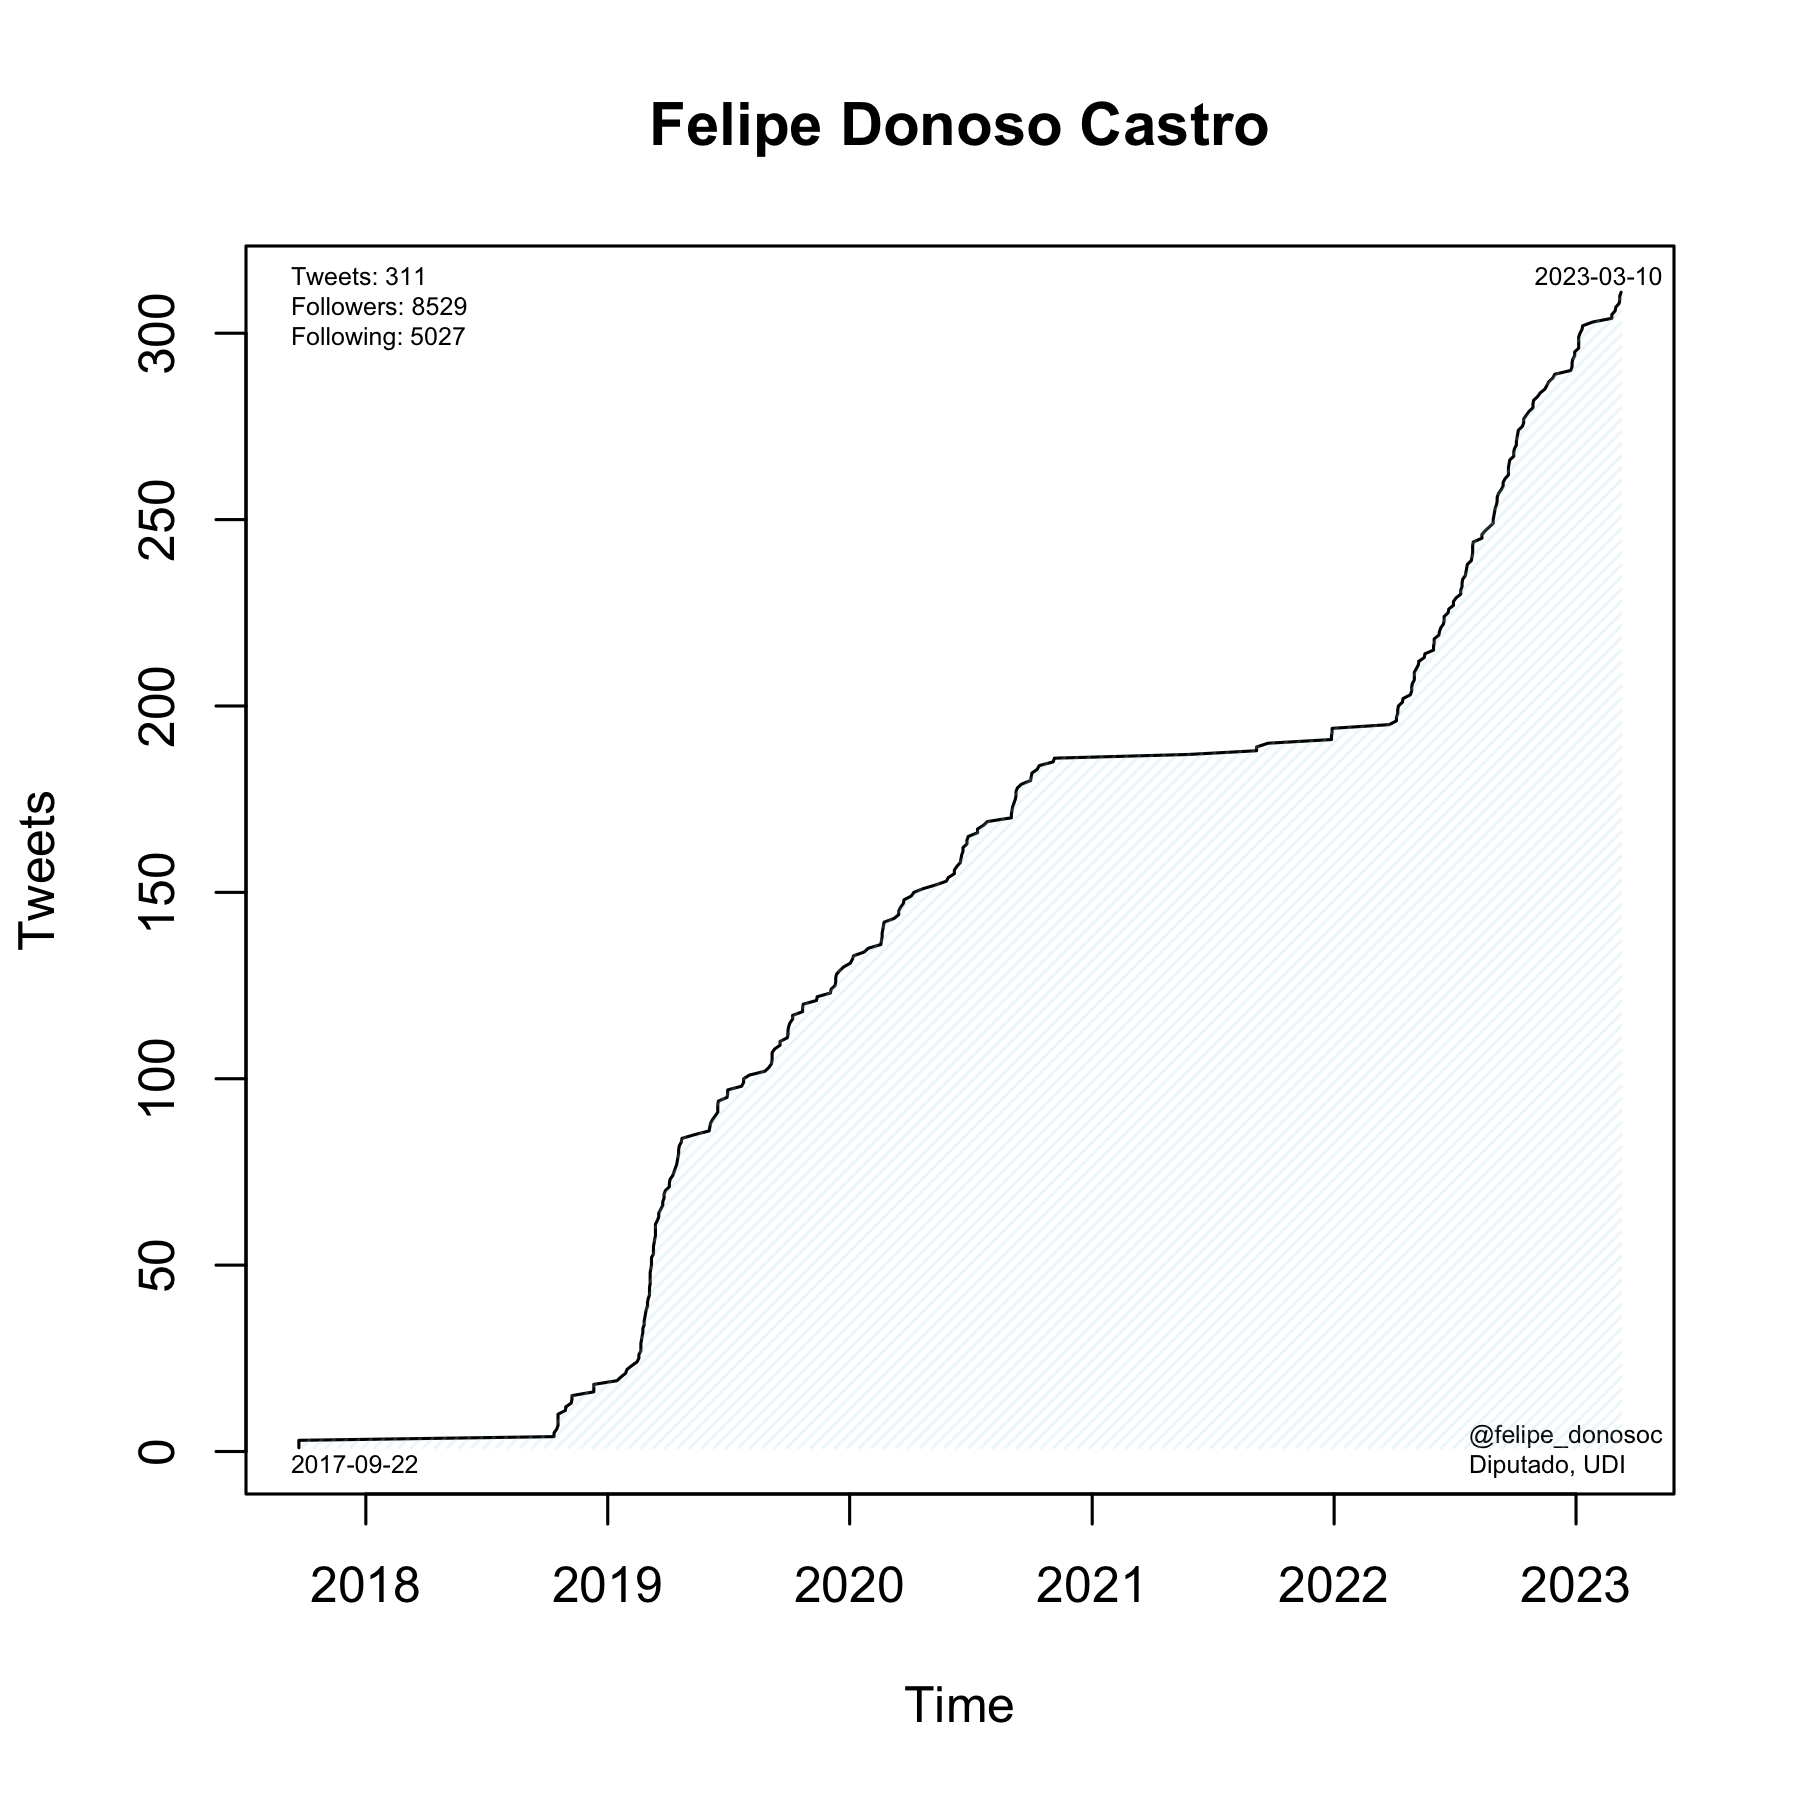 Felipe Donoso Castro
Tweets: 311
Followers: 8529
Following: 5027
2023-03-10
300
250
200
150
100
50
0
Tweets
2017-09-22
@felipe_donosoc
Diputado, UDI
2018 2019 2020 2021 2022 2023
Time